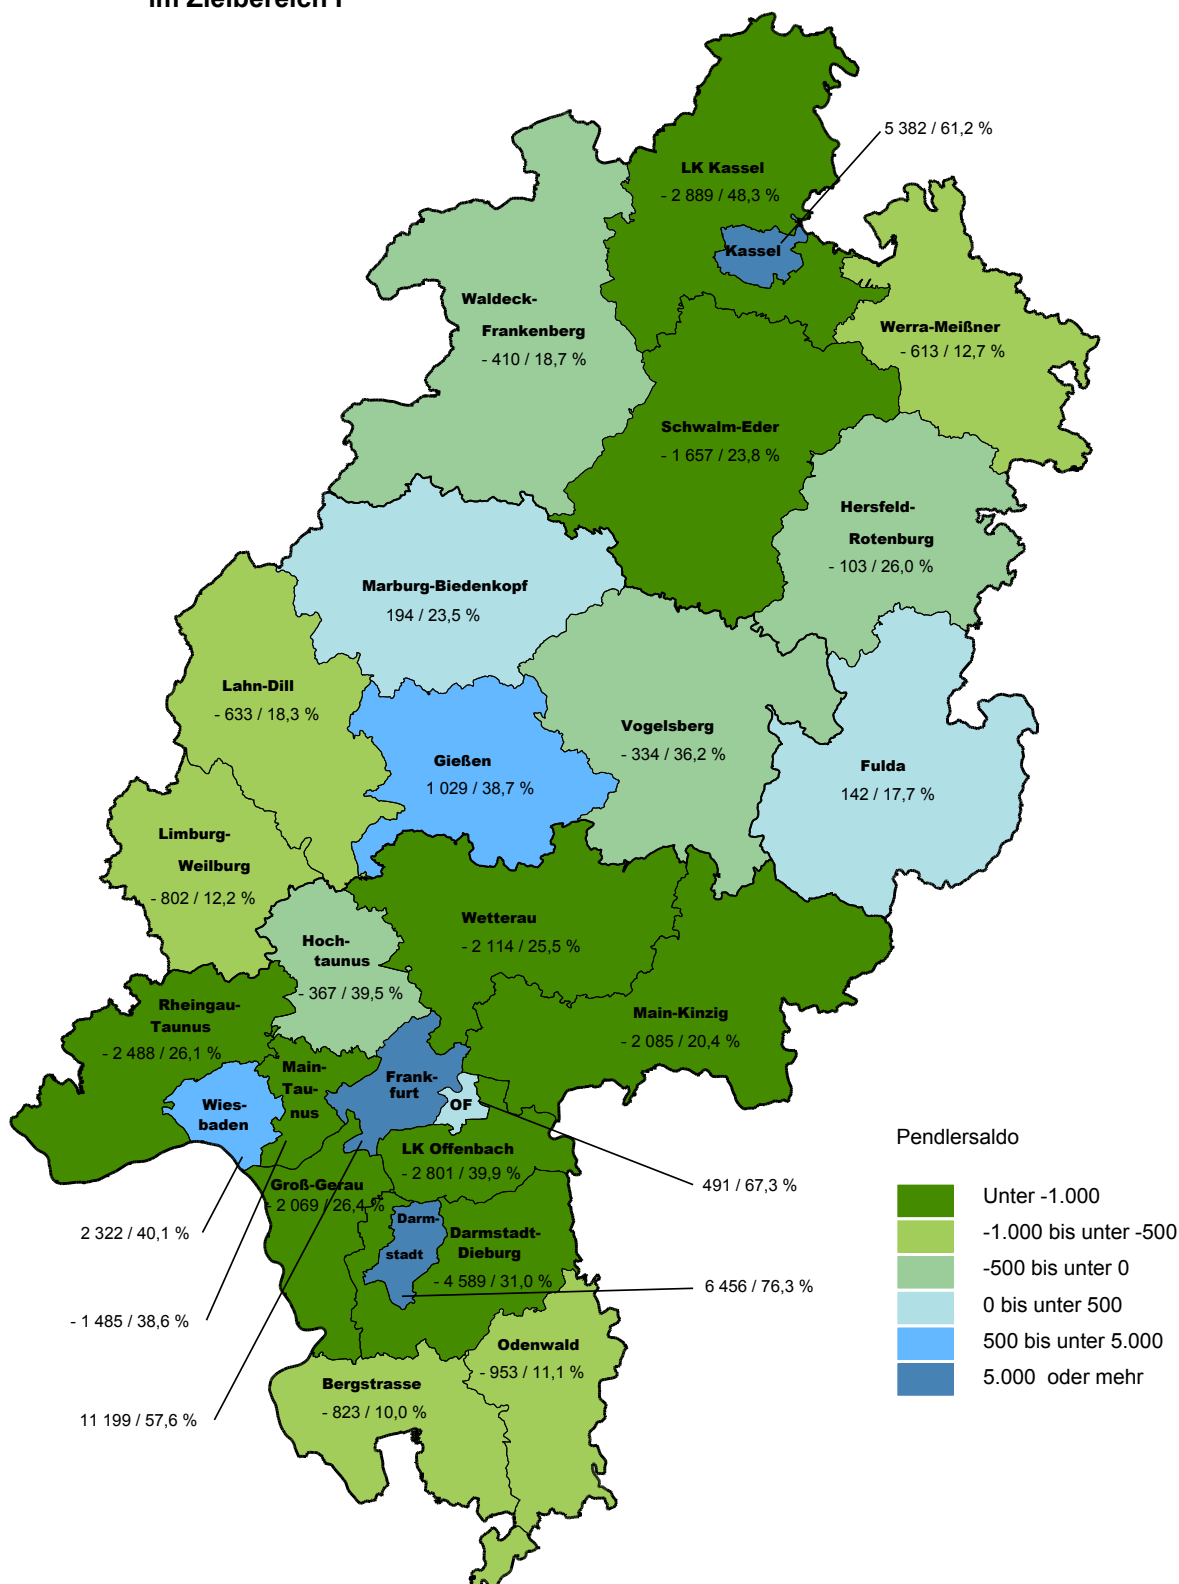 im Zielbereich I
5 382 / 61,2 %
LK Kassel
- 2 889 / 48,3 %
Kassel
Waldeck-
Frankenberg
- 410 / 18,7 %
Werra-Meißner
- 613 / 12,7 %
Schwalm-Eder
- 1 657 / 23,8 %
Hersfeld-
Rotenburg
- 103 / 26,0 %
Marburg-Biedenkopf
194 / 23,5 %
Lahn-Dill
- 633 / 18,3 %
Vogelsberg
- 334 / 36,2 %
Gießen
1 029 / 38,7 %
Fulda
142 / 17,7 %
Limburg-
Weilburg
- 802 / 12,2 %
Wetterau
- 2 114 / 25,5 %
Hoch-
taunus
- 367 / 39,5 %
Rheingau-
Taunus
- 2 488 / 26,1 %
Main-Kinzig
- 2 085 / 20,4 %
Main-
Tau-
nus
Frank-
furt
OF
Wies-
baden
LK Offenbach
- 2 801 / 39,9 %
Groß-Gerau
- 2 069 / 26,4 %
491 / 67,3 %
2 322 / 40,1 %
Darm-
stadt
Darmstadt-
Dieburg
- 4 589 / 31,0 %
6 456 / 76,3 %
- 1 485 / 38,6 %
Odenwald
- 953 / 11,1 %
Bergstrasse
- 823 / 10,0 %
11 199 / 57,6 %
Pendlersaldo
Unter -1.000
-1.000 bis unter -500
-500 bis unter 0
0 bis unter 500
500 bis unter 5.000
5.000 oder mehr